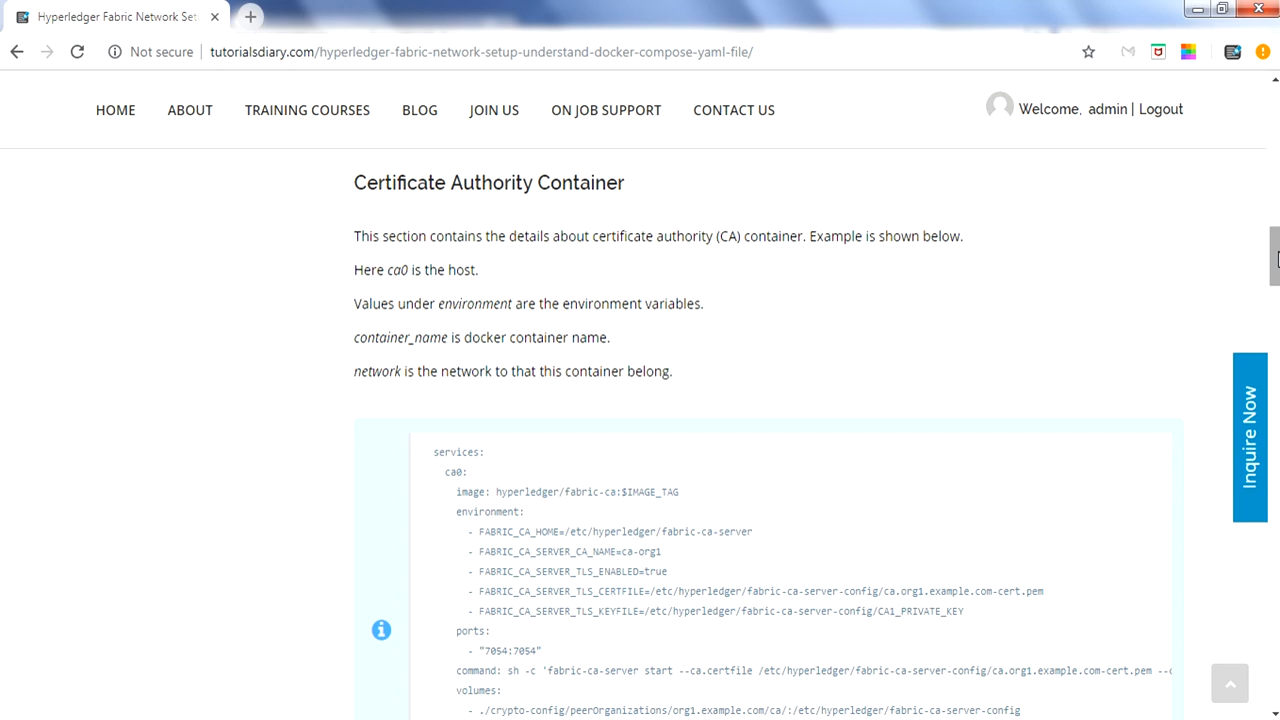 Hyperledger Fabric Network Set
Not secure tutorialsdiary.com/hyperledger-fabric-network-setup-understand-docker-compose-yaml-file/
HOME ABOUT TRAINING COURSES BLOG JOIN US ON JOB SUPPORT CONTACT US Welcome, admin | Logout
Certificate Authority Container
This section contains the details about certificate authority (CA) container. Example is shown below.
Here ca0 is the host.
Values under environment are the environment variables.
container_name is docker container name.
network is the network to that this container belong.
Inquire Now
services:
ca0:
image: hyperledger/fabric-ca:$IMAGE_TAG
environment:
- FABRIC_CA_HOME=/etc/hyperledger/fabric-ca-server
- FABRIC_CA_SERVER_CA_NAME=ca-org1
- FABRIC_CA_SERVER_TLS_ENABLED=true
- FABRIC_CA_SERVER_TLS_CERTFILE=/etc/hyperledger/fabric-ca-server-config/ca.org1.example.com-cert.pem
- FABRIC_CA_SERVER_TLS_KEYFILE=/etc/hyperledger/fabric-ca-server-config/CA1_PRIVATE_KEY
ports:
- "7054:7054"
command: sh -c 'fabric-ca-server start --ca.certfile /etc/hyperledger/fabric-ca-server-config/ca.org1.example.com-cert.pem --c
volumes:
- ./crypto-config/peerOrganizations/org1.example.com/ca/:/etc/hyperledger/fabric-ca-server-config